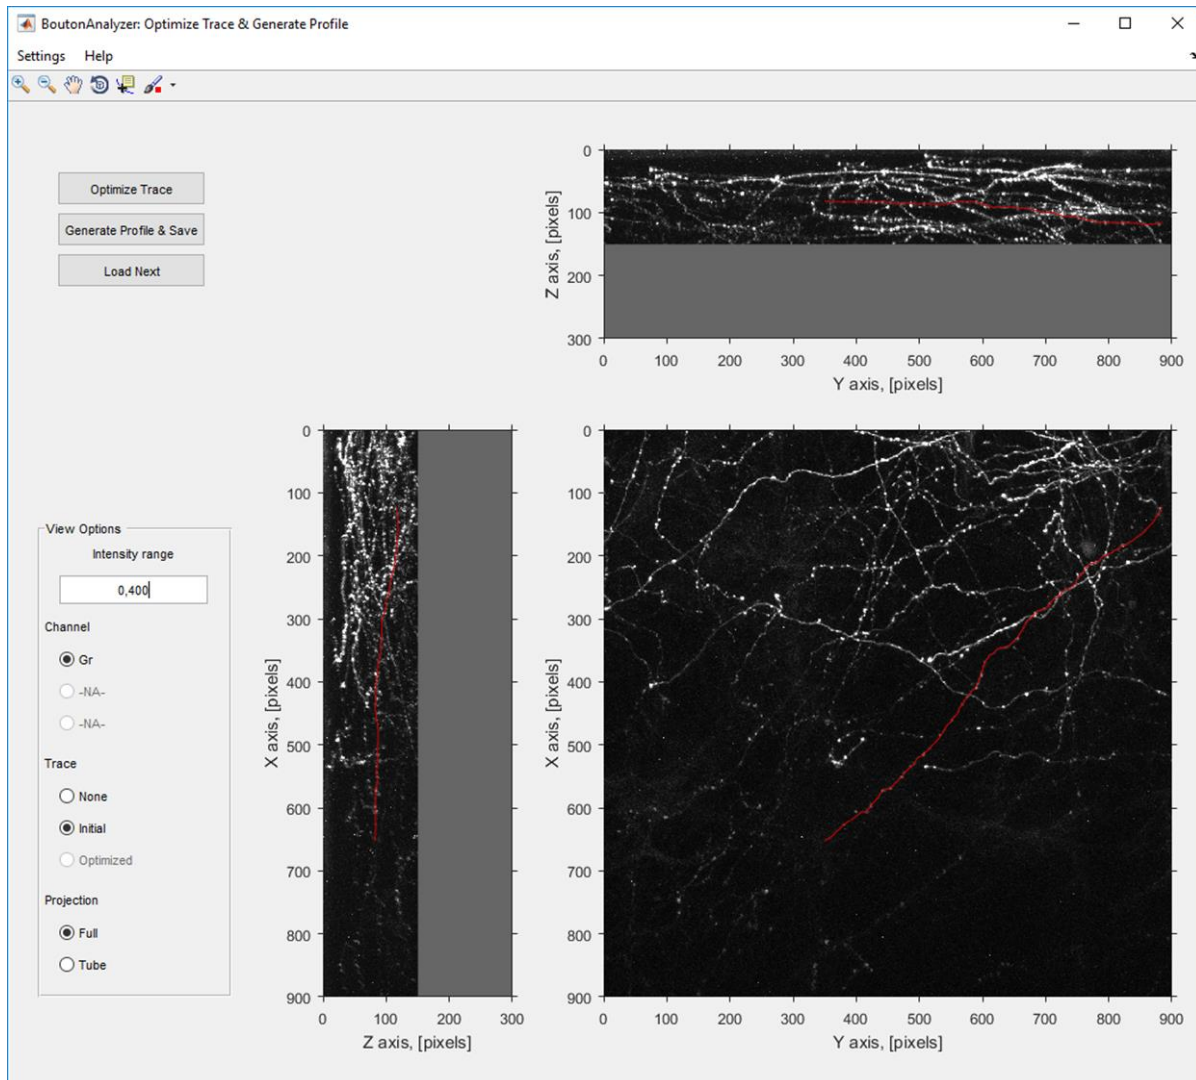 BoutonAnalyzer: Optimize Trace & Generate Profile
Settings Help
Optimize Trace
Generate Profile & Save
Load Next
0
100
200
300
Z axis, [pixels]
0 100 200 300 400 500 600 700 800 900
Y axis, [pixels]
View Options
Intensity range
0,400
Channel
Gr
-NA-
-NA-
Trace
None
Initial
Optimized
Projection
Full
Tube
0
100
200
300
400
500
600
700
800
900
X axis, [pixels]
0 100 200 300
Z axis, [pixels]
0
100
200
300
400
500
600
700
800
900
X axis, [pixels]
0 100 200 300 400 500 600 700 800 900
Y axis, [pixels]